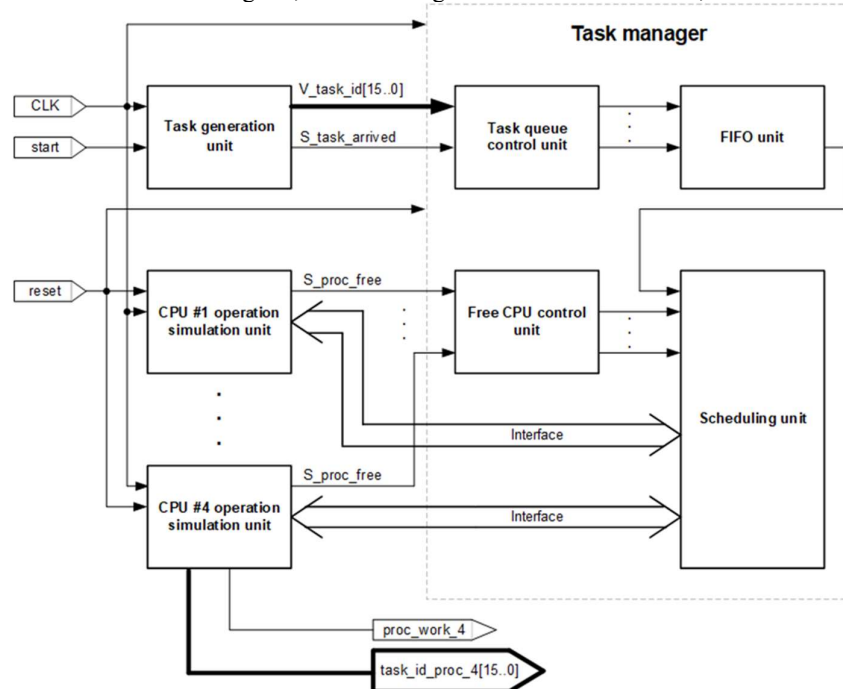 Task manager
V_task_id[15..0]
CLK
Task generation
unit
Task queue
control unit
FIFO unit
start
S_task_arrived
reset
S_proc_free
CPU #1 operation
simulation unit
Free CPU control
unit
Scheduling unit
Interface
S_proc_free
CPU #4 operation
simulation unit
Interface
proc_work_4
task_id_proc_4[15..0]